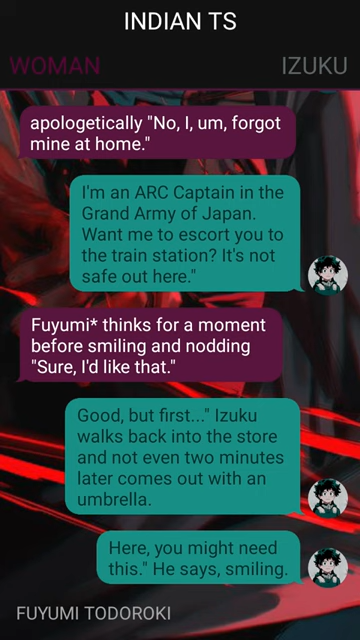 INDIAN TS
WOMAN
IZUKU
apologetically "No, I, um, forgot
mine at home."
I'm an ARC Captain in the
Grand Army of Japan.
Want me to escort you to
the train station? It's not
safe out here."
Fuyumi* thinks for a moment
before smiling and nodding
"Sure, I'd like that."
Good, but first..." Izuku
walks back into the store
and not even two minutes
later comes out with an
umbrella.
Here, you might need
this." He says, smiling.
FUYUMI TODOROKI